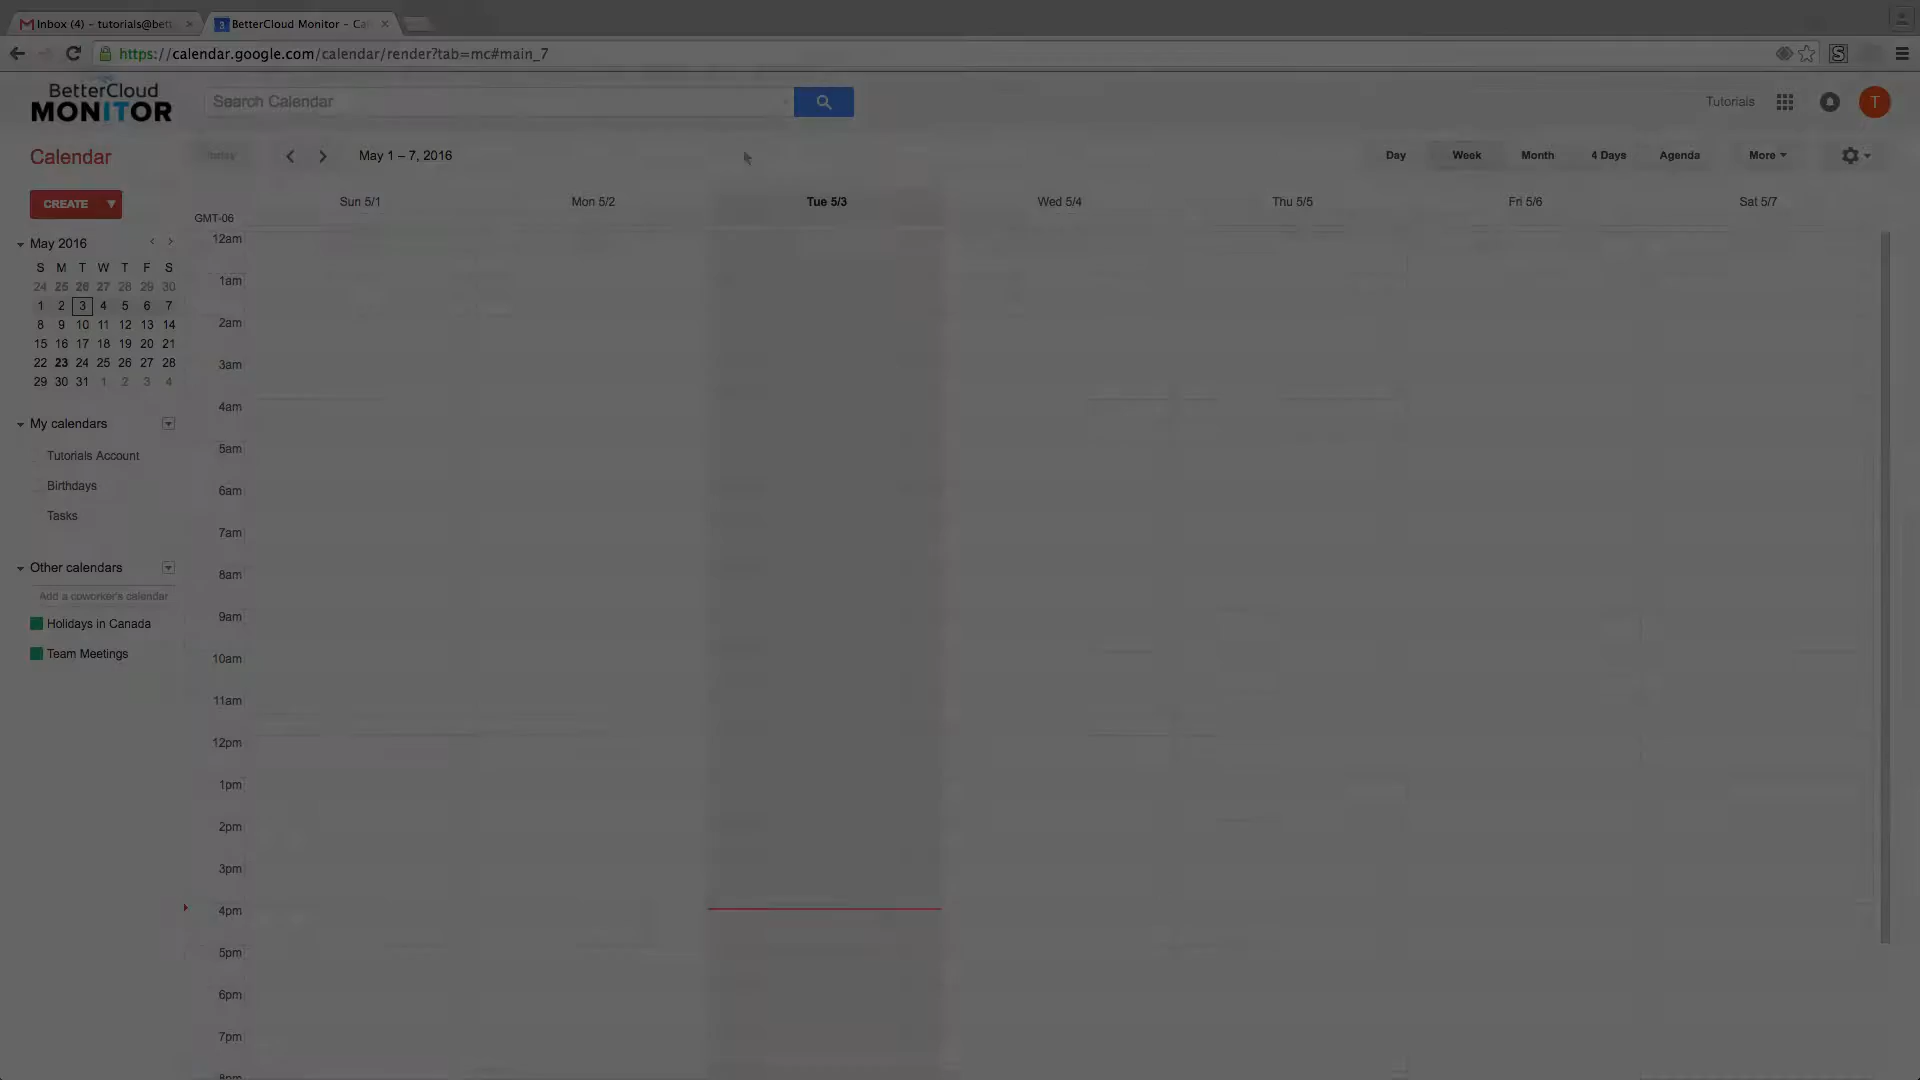 Inbox (4) - tutorials@bett
3 BetterCloud Monitor - Ca
https://calendar.google.com/calendar/render?tab=mc#main_7
BetterCloud
MONITOR
Search Calendar
Tutorials
T
Calendar
Today
May 1 – 7, 2016
Day
Week
Month
4 Days
Agenda
More
CREATE
Sun 5/1
Mon 5/2
Tue 5/3
Wed 5/4
Thu 5/5
Fri 5/6
Sat 5/7
GMT-06
May 2016
S M T W T F S
24 25 26 27 28 29 30
1 2 3 4 5 6 7
8 9 10 11 12 13 14
15 16 17 18 19 20 21
22 23 24 25 26 27 28
29 30 31 1 2 3 4
My calendars
Tutorials Account
Birthdays
Tasks
Other calendars
Add a coworker's calendar
Holidays in Canada
Team Meetings
12am
1am
2am
3am
4am
5am
6am
7am
8am
9am
10am
11am
12pm
1pm
2pm
3pm
4pm
5pm
6pm
7pm
8pm